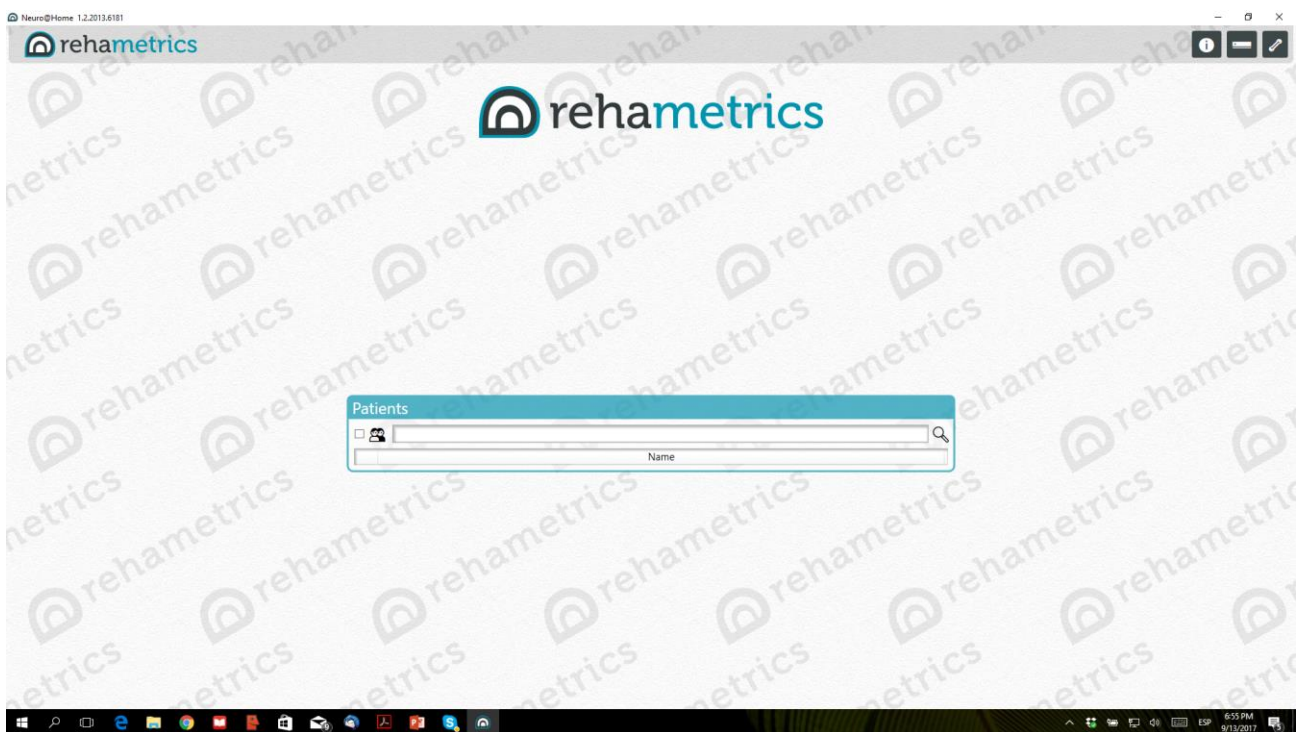 Neuro@Home 1.2.2013.6181
rehametrics
rehametrics
Patients
Name
ESP
6:55 PM
9/13/2017